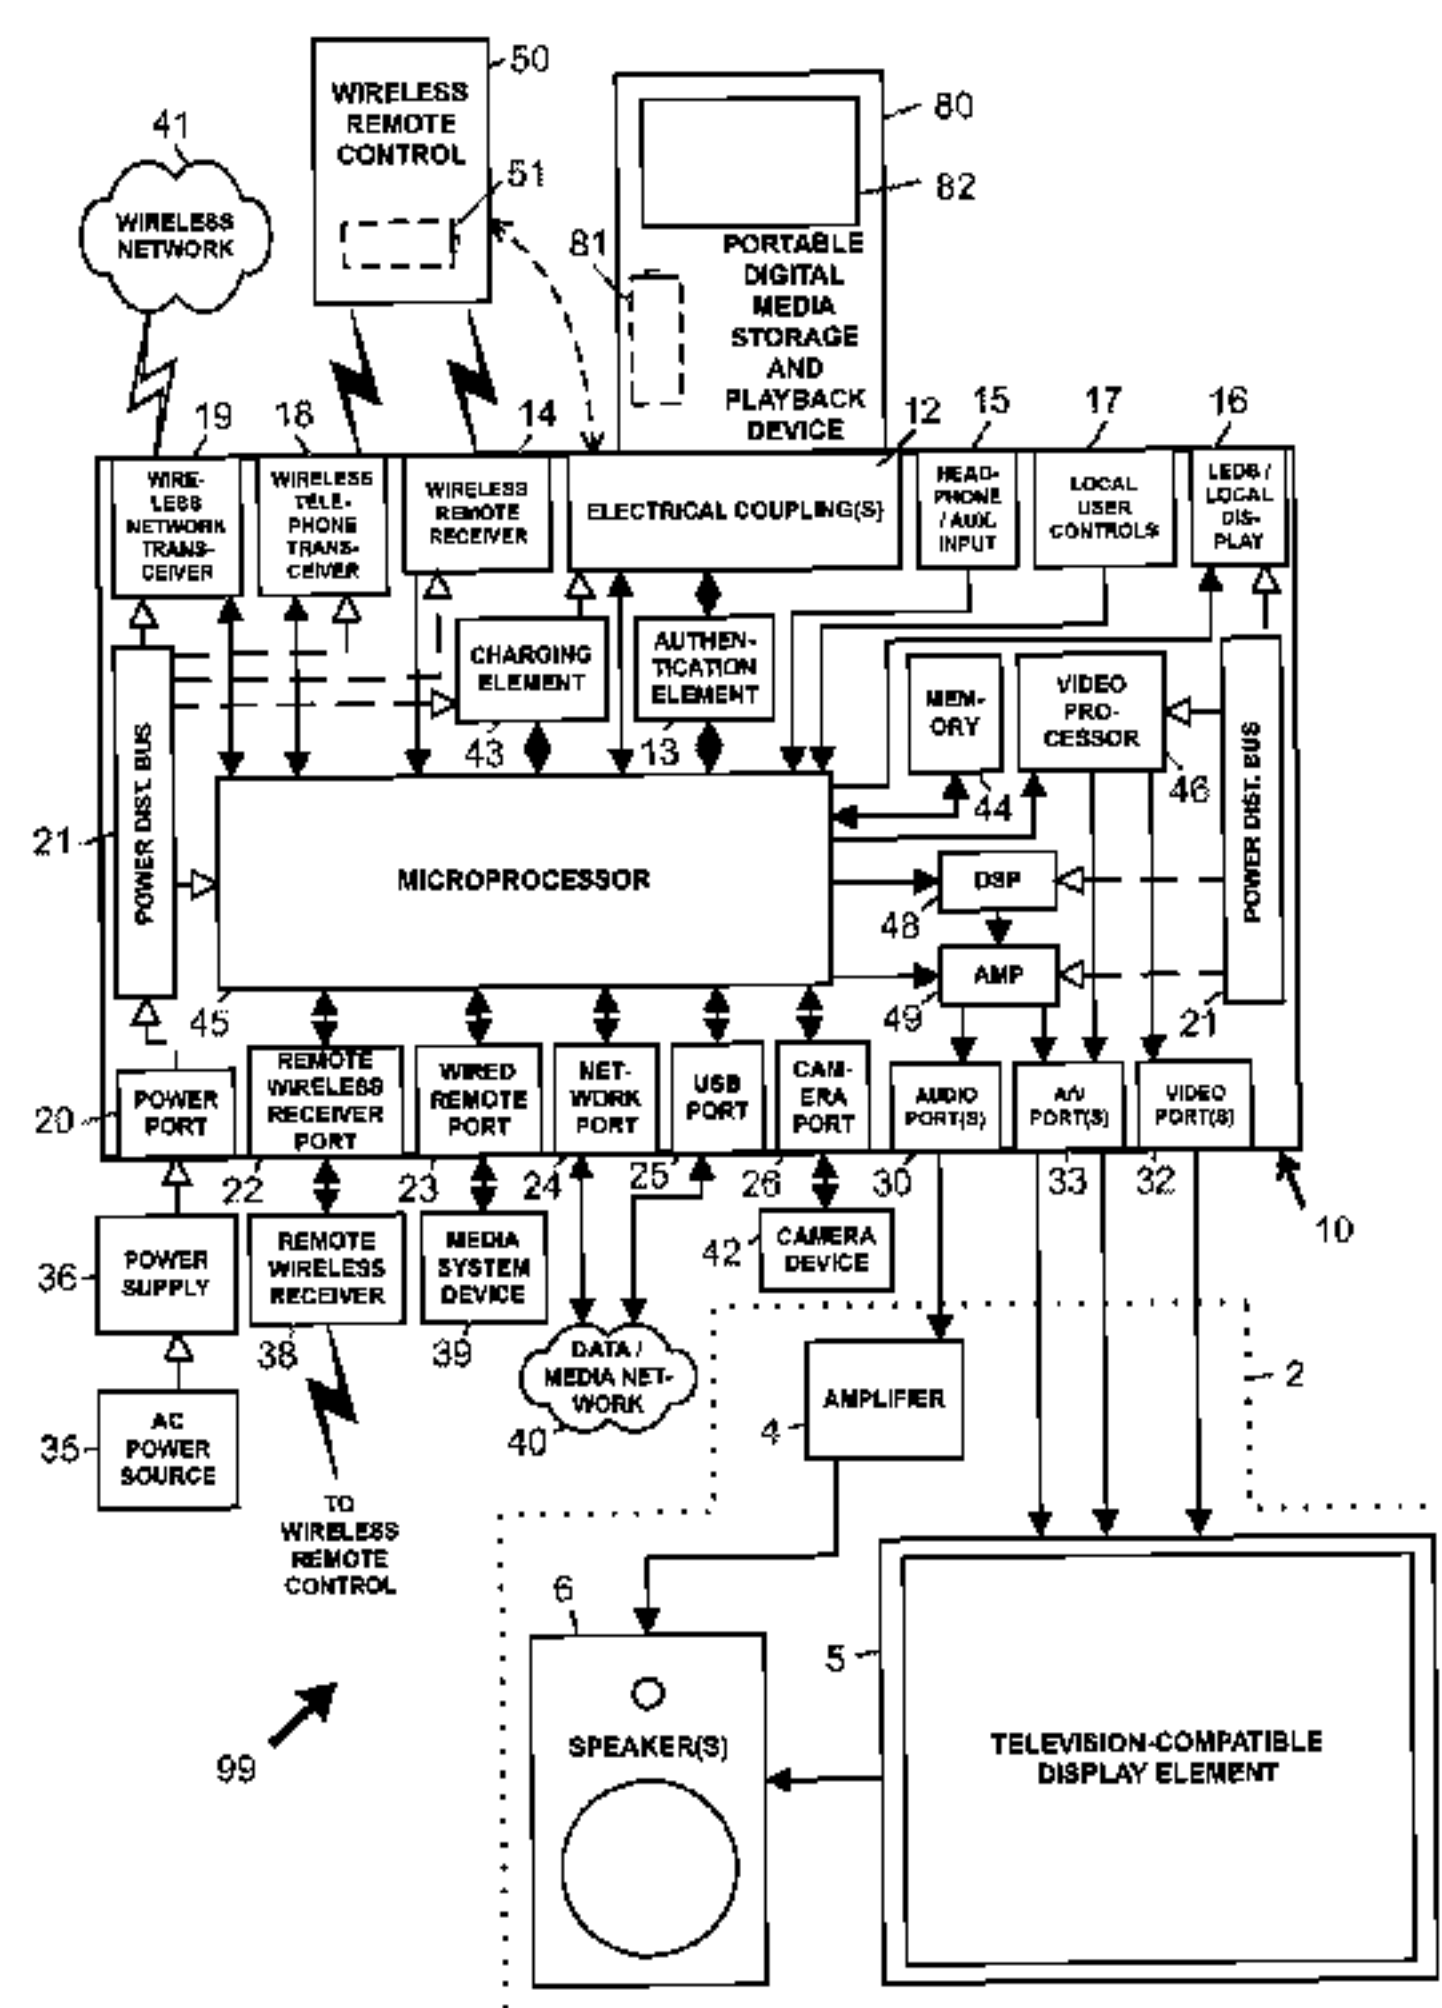 50
WIRELESS
REMOTE
CONTROL
51
80
82
41
WIRELESS
NETWORK
81
PORTABLE
DIGITAL
MEDIA
STORAGE
AND
PLAYBACK
DEVICE
19
18
14
12
15
17
16
WIRE-
LESS
NETWORK
TRANS-
CEIVER
WIRELESS
TELE-
PHONE
TRANS-
CEIVER
WIRELESS
REMOTE
RECEIVER
ELECTRICAL COUPLING(S)
HEAD-
PHONE
/ AUX.
INPUT
LOCAL
USER
CONTROLS
LEDS /
LOCAL
DIS-
PLAY
CHARGING
ELEMENT
43
AUTHEN-
TICATION
ELEMENT
13
MEM-
ORY
44
VIDEO
PRO-
CESSOR
46
POWER DIST. BUS
21
POWER DIST. BUS
21
MICROPROCESSOR
45
DSP
48
AMP
49
20
POWER
PORT
REMOTE
WIRELESS
RECEIVER
PORT
22
WIRED
REMOTE
PORT
23
NET-
WORK
PORT
24
USB
PORT
25
CAM-
ERA
PORT
26
AUDIO
PORT(S)
30
A/V
PORT(S)
33
VIDEO
PORT(S)
32
10
36
POWER
SUPPLY
REMOTE
WIRELESS
RECEIVER
38
MEDIA
SYSTEM
DEVICE
39
42
CAMERA
DEVICE
DATA /
MEDIA NET-
WORK
40
AMPLIFIER
4
2
35
AC
POWER
SOURCE
TO
WIRELESS
REMOTE
CONTROL
99
6
SPEAKER(S)
5
TELEVISION-COMPATIBLE
DISPLAY ELEMENT